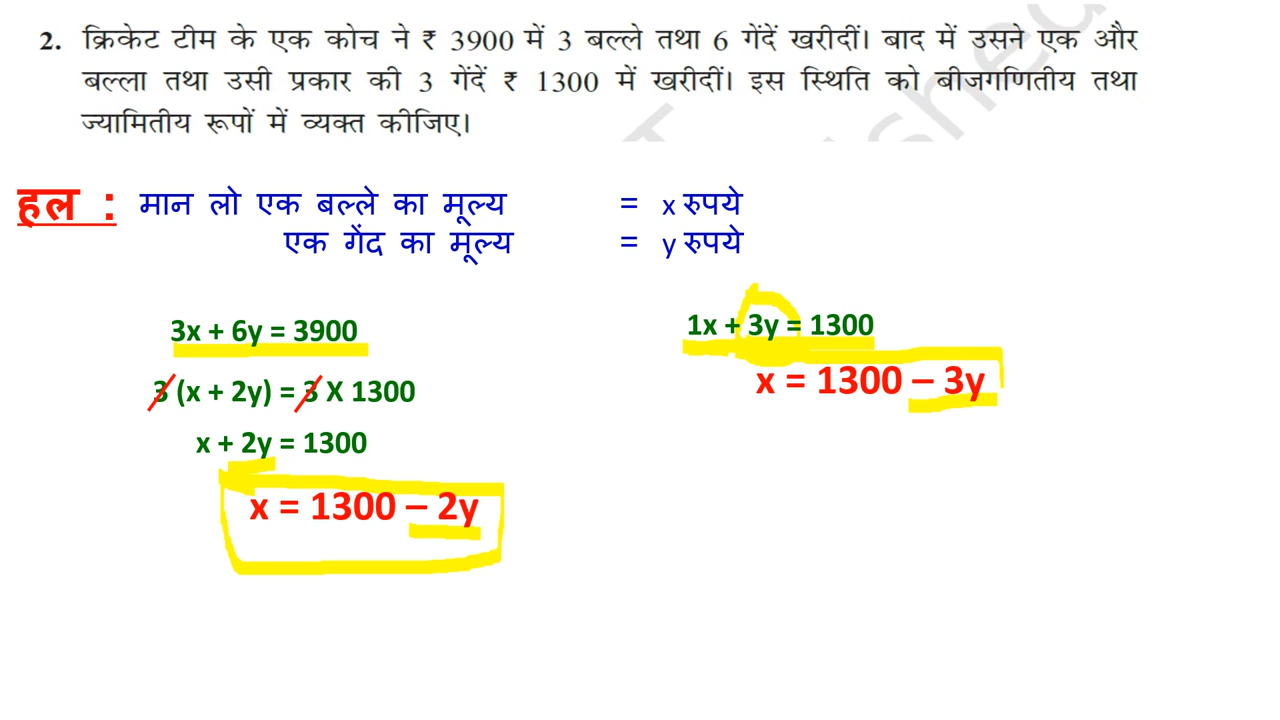 2. क्रिकेट टीम के एक कोच ने ₹ 3900 में 3 बल्ले तथा 6 गेंदें खरीदीं। बाद में उसने एक और
बल्ला तथा उसी प्रकार की 3 गेंदें ₹ 1300 में खरीदीं। इस स्थिति को बीजगणितीय तथा
ज्यामितीय रूपों में व्यक्त कीजिए।
हल : मान लो एक बल्ले का मूल्य = x रुपये
एक गेंद का मूल्य = y रुपये
3x + 6y = 3900
3 (x + 2y) = 3 X 1300
x + 2y = 1300
x = 1300 – 2y
1x + 3y = 1300
x = 1300 – 3y